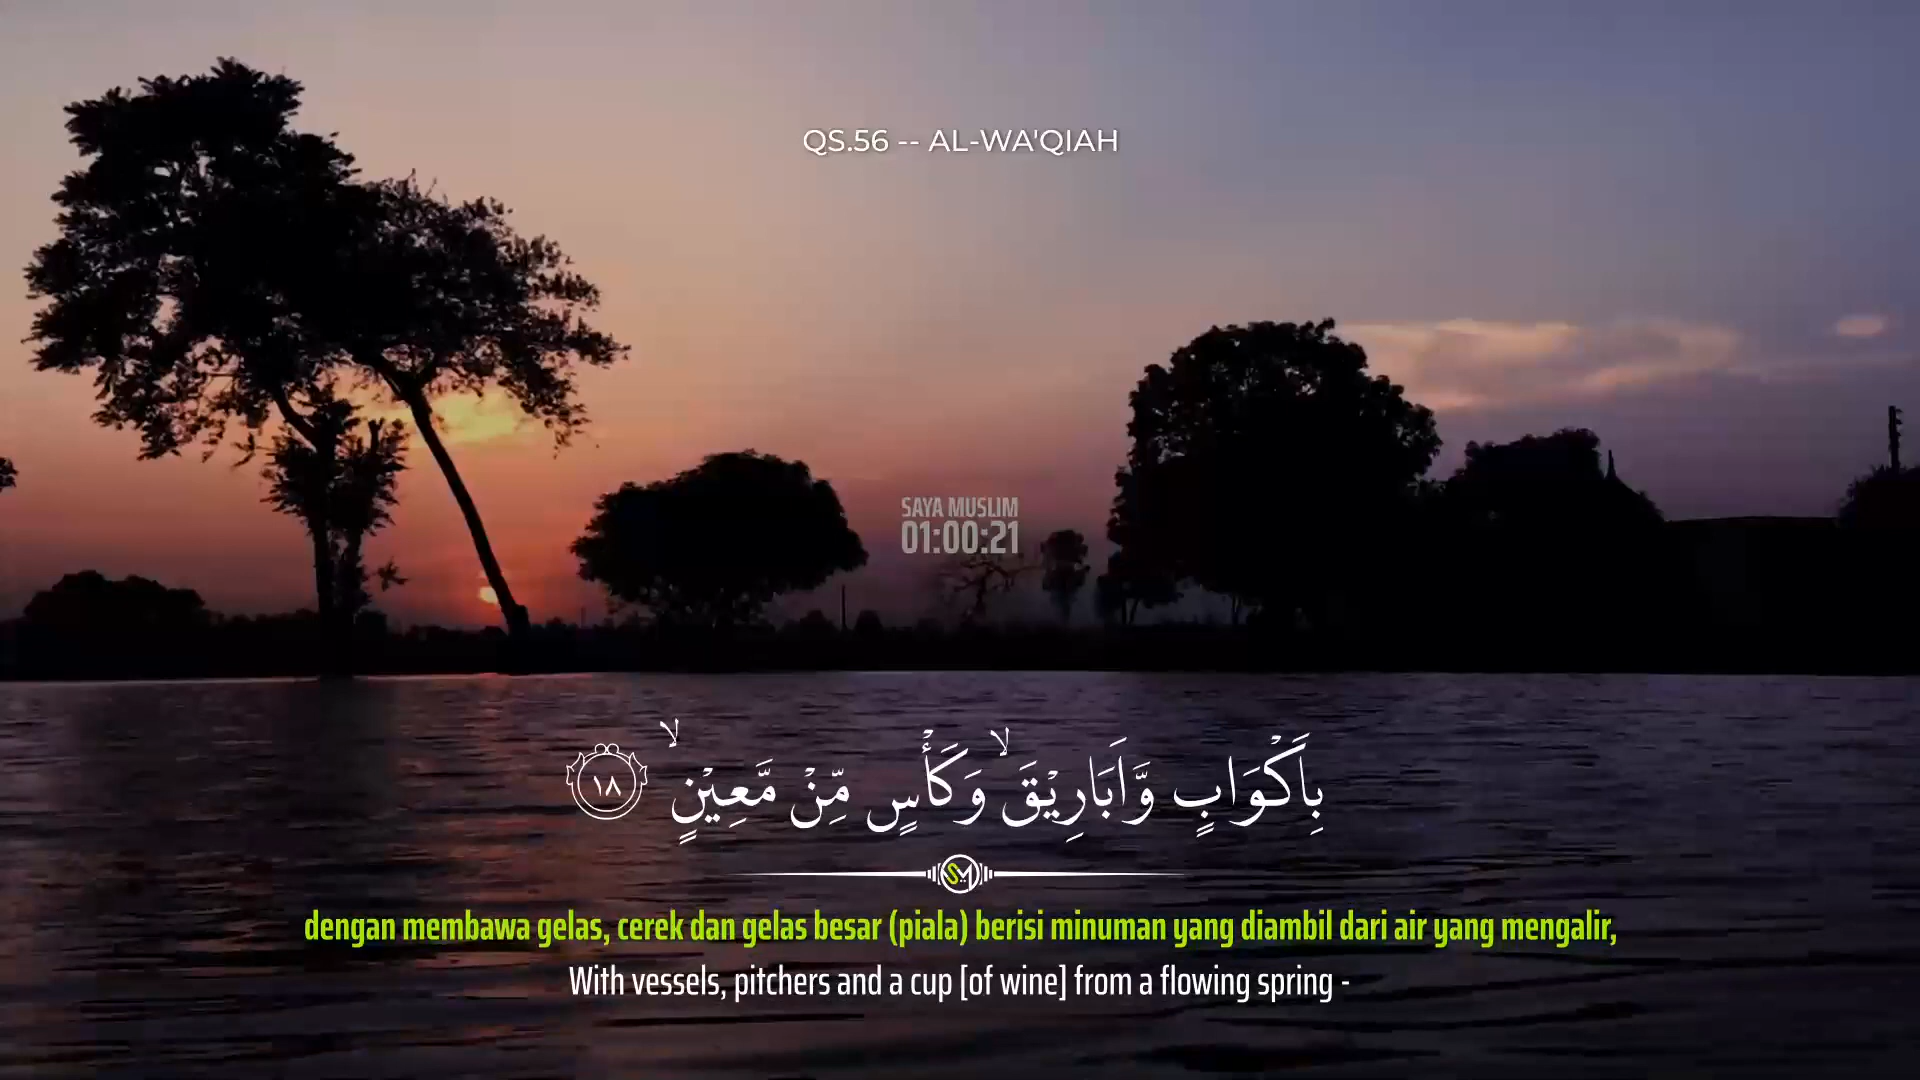 QS.56 -- AL-WA'QIAH
SAYA MUSLIM
01:00:21
بِاَكْوَابٍ وَّاَبَارِيْقَۙ وَكَأْسٍ مِّنْ مَّعِيْنٍۙ ١٨
SM
dengan membawa gelas, cerek dan gelas besar (piala) berisi minuman yang diambil dari air yang mengalir,
With vessels, pitchers and a cup [of wine] from a flowing spring -